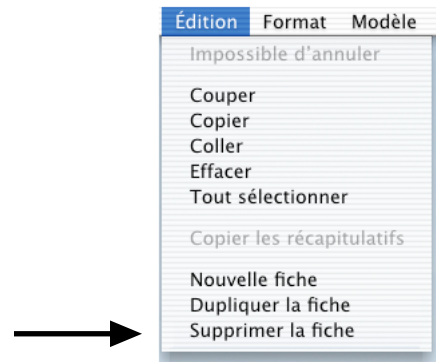 Édition Format Modèle
Impossible d'annuler
Couper
Copier
Coller
Effacer
Tout sélectionner
Copier les récapitulatifs
Nouvelle fiche
Dupliquer la fiche
Supprimer la fiche